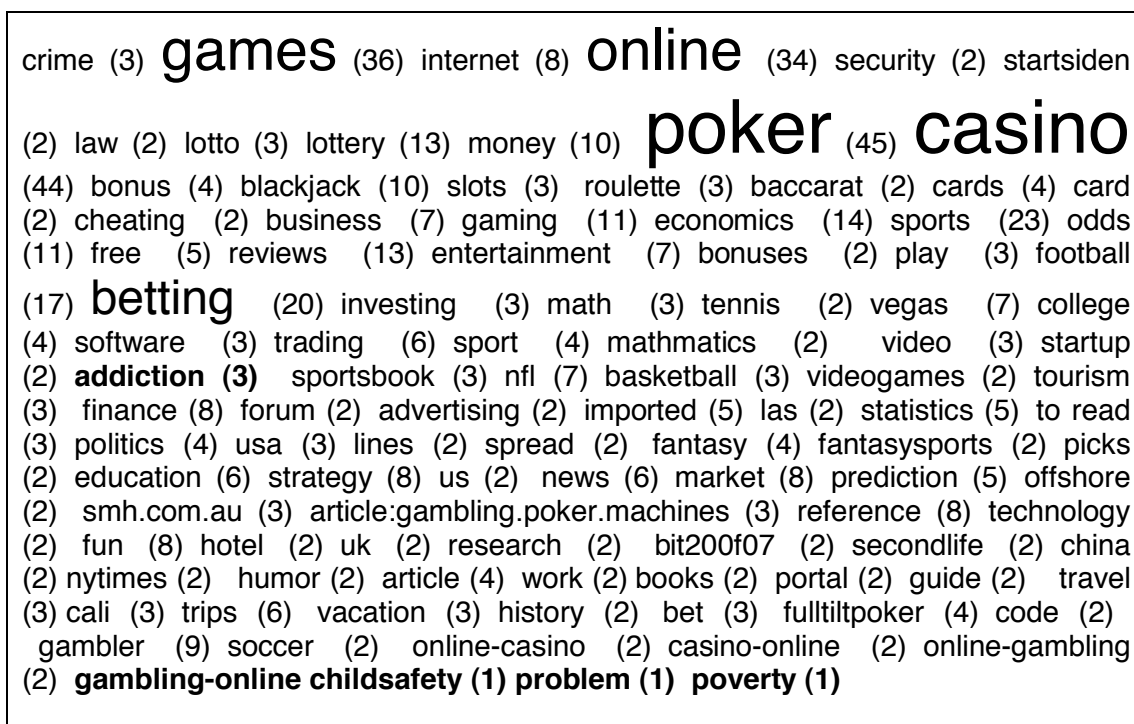 crime (3) games (36) internet (8) online (34) security (2) startsiden
(2) law (2) lotto (3) lottery (13) money (10) poker (45) casino
(44) bonus (4) blackjack (10) slots (3) roulette (3) baccarat (2) cards (4) card
(2) cheating (2) business (7) gaming (11) economics (14) sports (23) odds
(11) free (5) reviews (13) entertainment (7) bonuses (2) play (3) football
(17) betting (20) investing (3) math (3) tennis (2) vegas (7) college
(4) software (3) trading (6) sport (4) mathmatics (2) video (3) startup
(2) addiction (3) sportsbook (3) nfl (7) basketball (3) videogames (2) tourism
(3) finance (8) forum (2) advertising (2) imported (5) las (2) statistics (5) to read
(3) politics (4) usa (3) lines (2) spread (2) fantasy (4) fantasysports (2) picks
(2) education (6) strategy (8) us (2) news (6) market (8) prediction (5) offshore
(2) smh.com.au (3) article:gambling.poker.machines (3) reference (8) technology
(2) fun (8) hotel (2) uk (2) research (2) bit200f07 (2) secondlife (2) china
(2) nytimes (2) humor (2) article (4) work (2) books (2) portal (2) guide (2) travel
(3) cali (3) trips (6) vacation (3) history (2) bet (3) fulltiltpoker (4) code (2)
gambler (9) soccer (2) online-casino (2) casino-online (2) online-gambling
(2) gambling-online childsafety (1) problem (1) poverty (1)